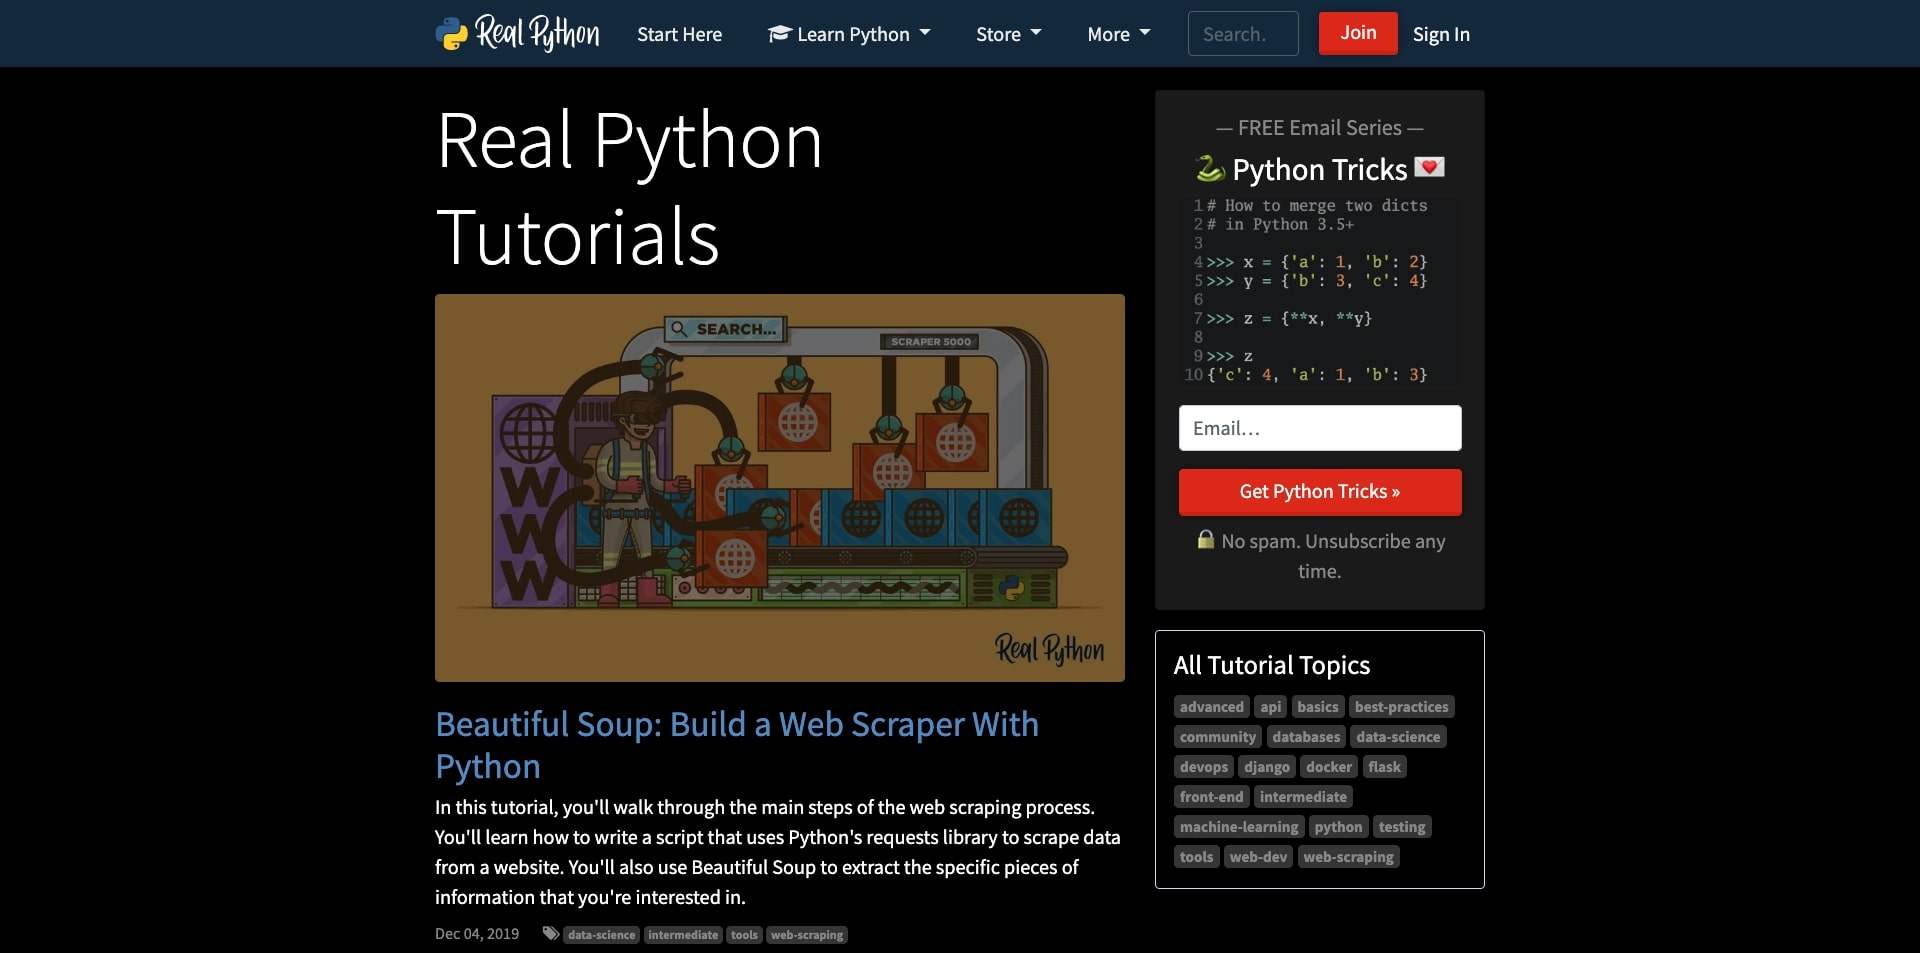 Real Python
Start Here
Learn Python
Store
More
Search.
Join
Sign In
Real Python
Tutorials
SEARCH...
SCRAPER 5000
W
W
W
Real Python
Beautiful Soup: Build a Web Scraper With
Python
In this tutorial, you'll walk through the main steps of the web scraping process.
You'll learn how to write a script that uses Python's requests library to scrape data
from a website. You'll also use Beautiful Soup to extract the specific pieces of
information that you're interested in.
Dec 04, 2019 data-science intermediate tools web-scraping
— FREE Email Series —
Python Tricks
1 # How to merge two dicts
2 # in Python 3.5+
3
4 >>> x = {'a': 1, 'b': 2}
5 >>> y = {'b': 3, 'c': 4}
6
7 >>> z = {**x, **y}
8
9 >>> z
10 {'c': 4, 'a': 1, 'b': 3}
Email…
Get Python Tricks »
No spam. Unsubscribe any
time.
All Tutorial Topics
advanced api basics best-practices
community databases data-science
devops django docker flask
front-end intermediate
machine-learning python testing
tools web-dev web-scraping